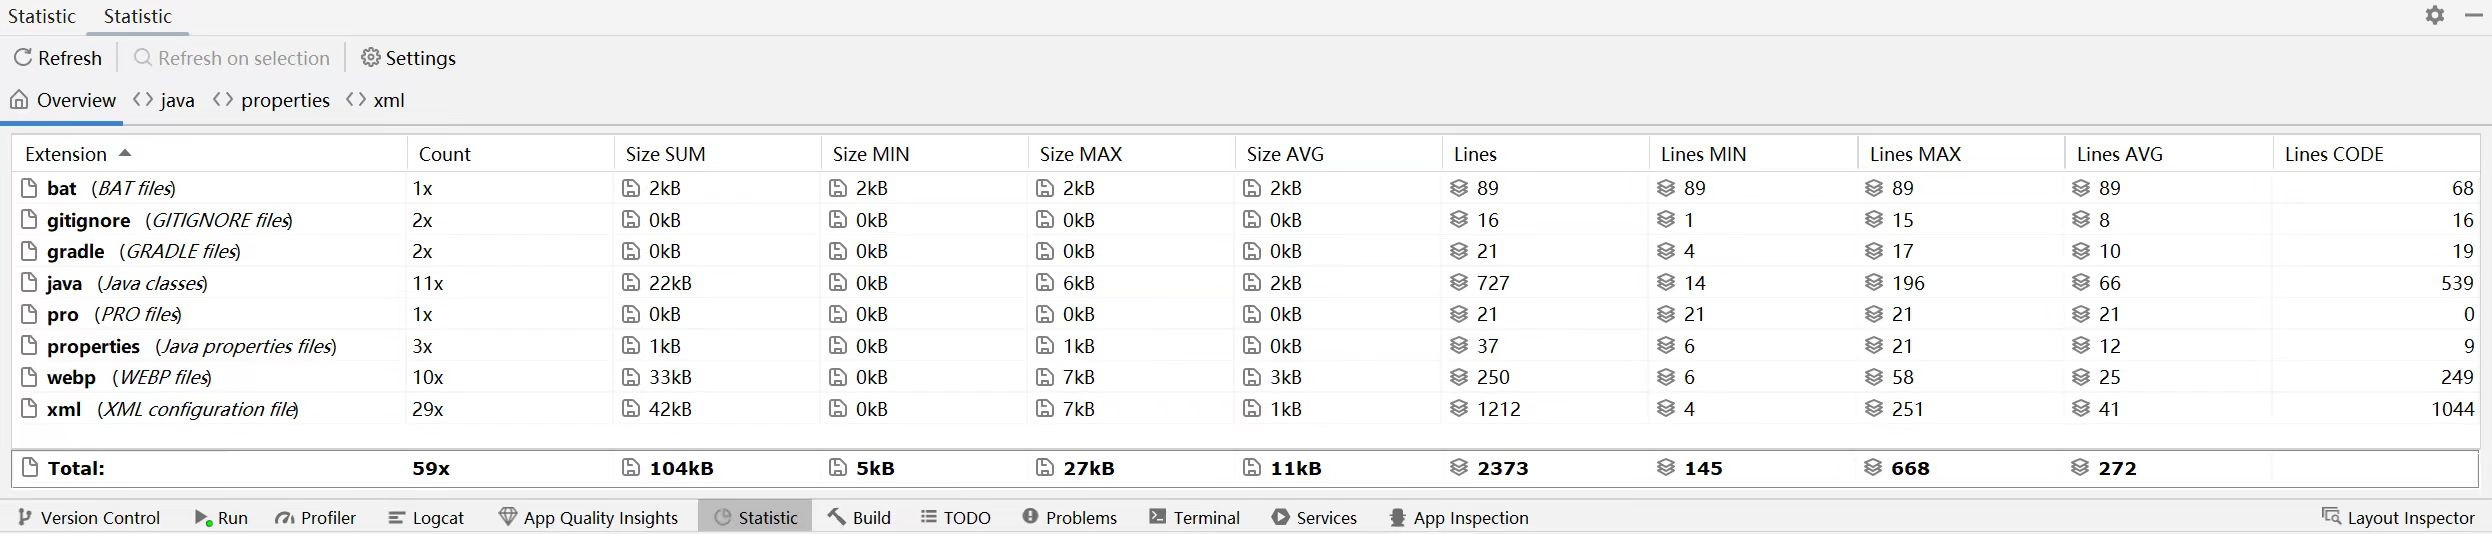 Statistic Statistic
Refresh Refresh on selection Settings
Overview java properties xml
Extension Count Size SUM Size MIN Size MAX Size AVG Lines Lines MIN Lines MAX Lines AVG Lines CODE
bat (BAT files) 1x 2kB 2kB 2kB 2kB 89 89 89 89 68
gitignore (GITIGNORE files) 2x 0kB 0kB 0kB 0kB 16 1 15 8 16
gradle (GRADLE files) 2x 0kB 0kB 0kB 0kB 21 4 17 10 19
java (Java classes) 11x 22kB 0kB 6kB 2kB 727 14 196 66 539
pro (PRO files) 1x 0kB 0kB 0kB 0kB 21 21 21 21 0
properties (Java properties files) 3x 1kB 0kB 1kB 0kB 37 6 21 12 9
webp (WEBP files) 10x 33kB 0kB 7kB 3kB 250 6 58 25 249
xml (XML configuration file) 29x 42kB 0kB 7kB 1kB 1212 4 251 41 1044
Total: 59x 104kB 5kB 27kB 11kB 2373 145 668 272
Version Control Run Profiler Logcat App Quality Insights Statistic Build TODO Problems Terminal Services App Inspection Layout Inspector